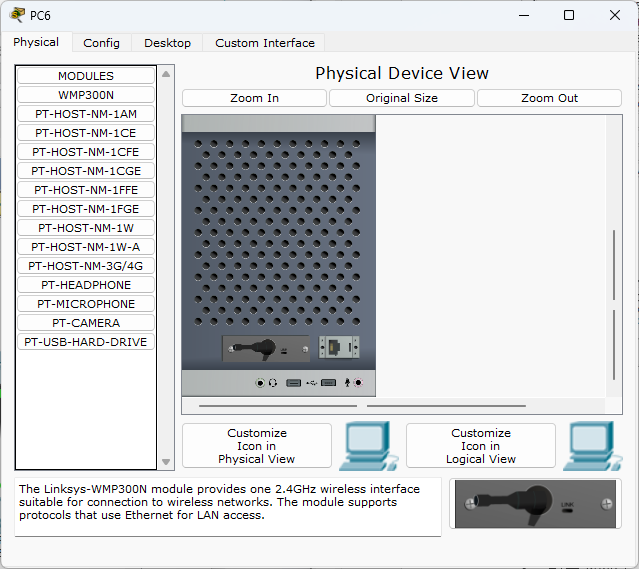 PC6
Physical
Config
Desktop
Custom Interface
MODULES
WMP300N
PT-HOST-NM-1AM
PT-HOST-NM-1CE
PT-HOST-NM-1CFE
PT-HOST-NM-1CGE
PT-HOST-NM-1FFE
PT-HOST-NM-1FGE
PT-HOST-NM-1W
PT-HOST-NM-1W-A
PT-HOST-NM-3G/4G
PT-HEADPHONE
PT-MICROPHONE
PT-CAMERA
PT-USB-HARD-DRIVE
Physical Device View
Zoom In
Original Size
Zoom Out
Customize
Icon in
Physical View
Customize
Icon in
Logical View
The Linksys-WMP300N module provides one 2.4GHz wireless interface
suitable for connection to wireless networks. The module supports
protocols that use Ethernet for LAN access.
LINK